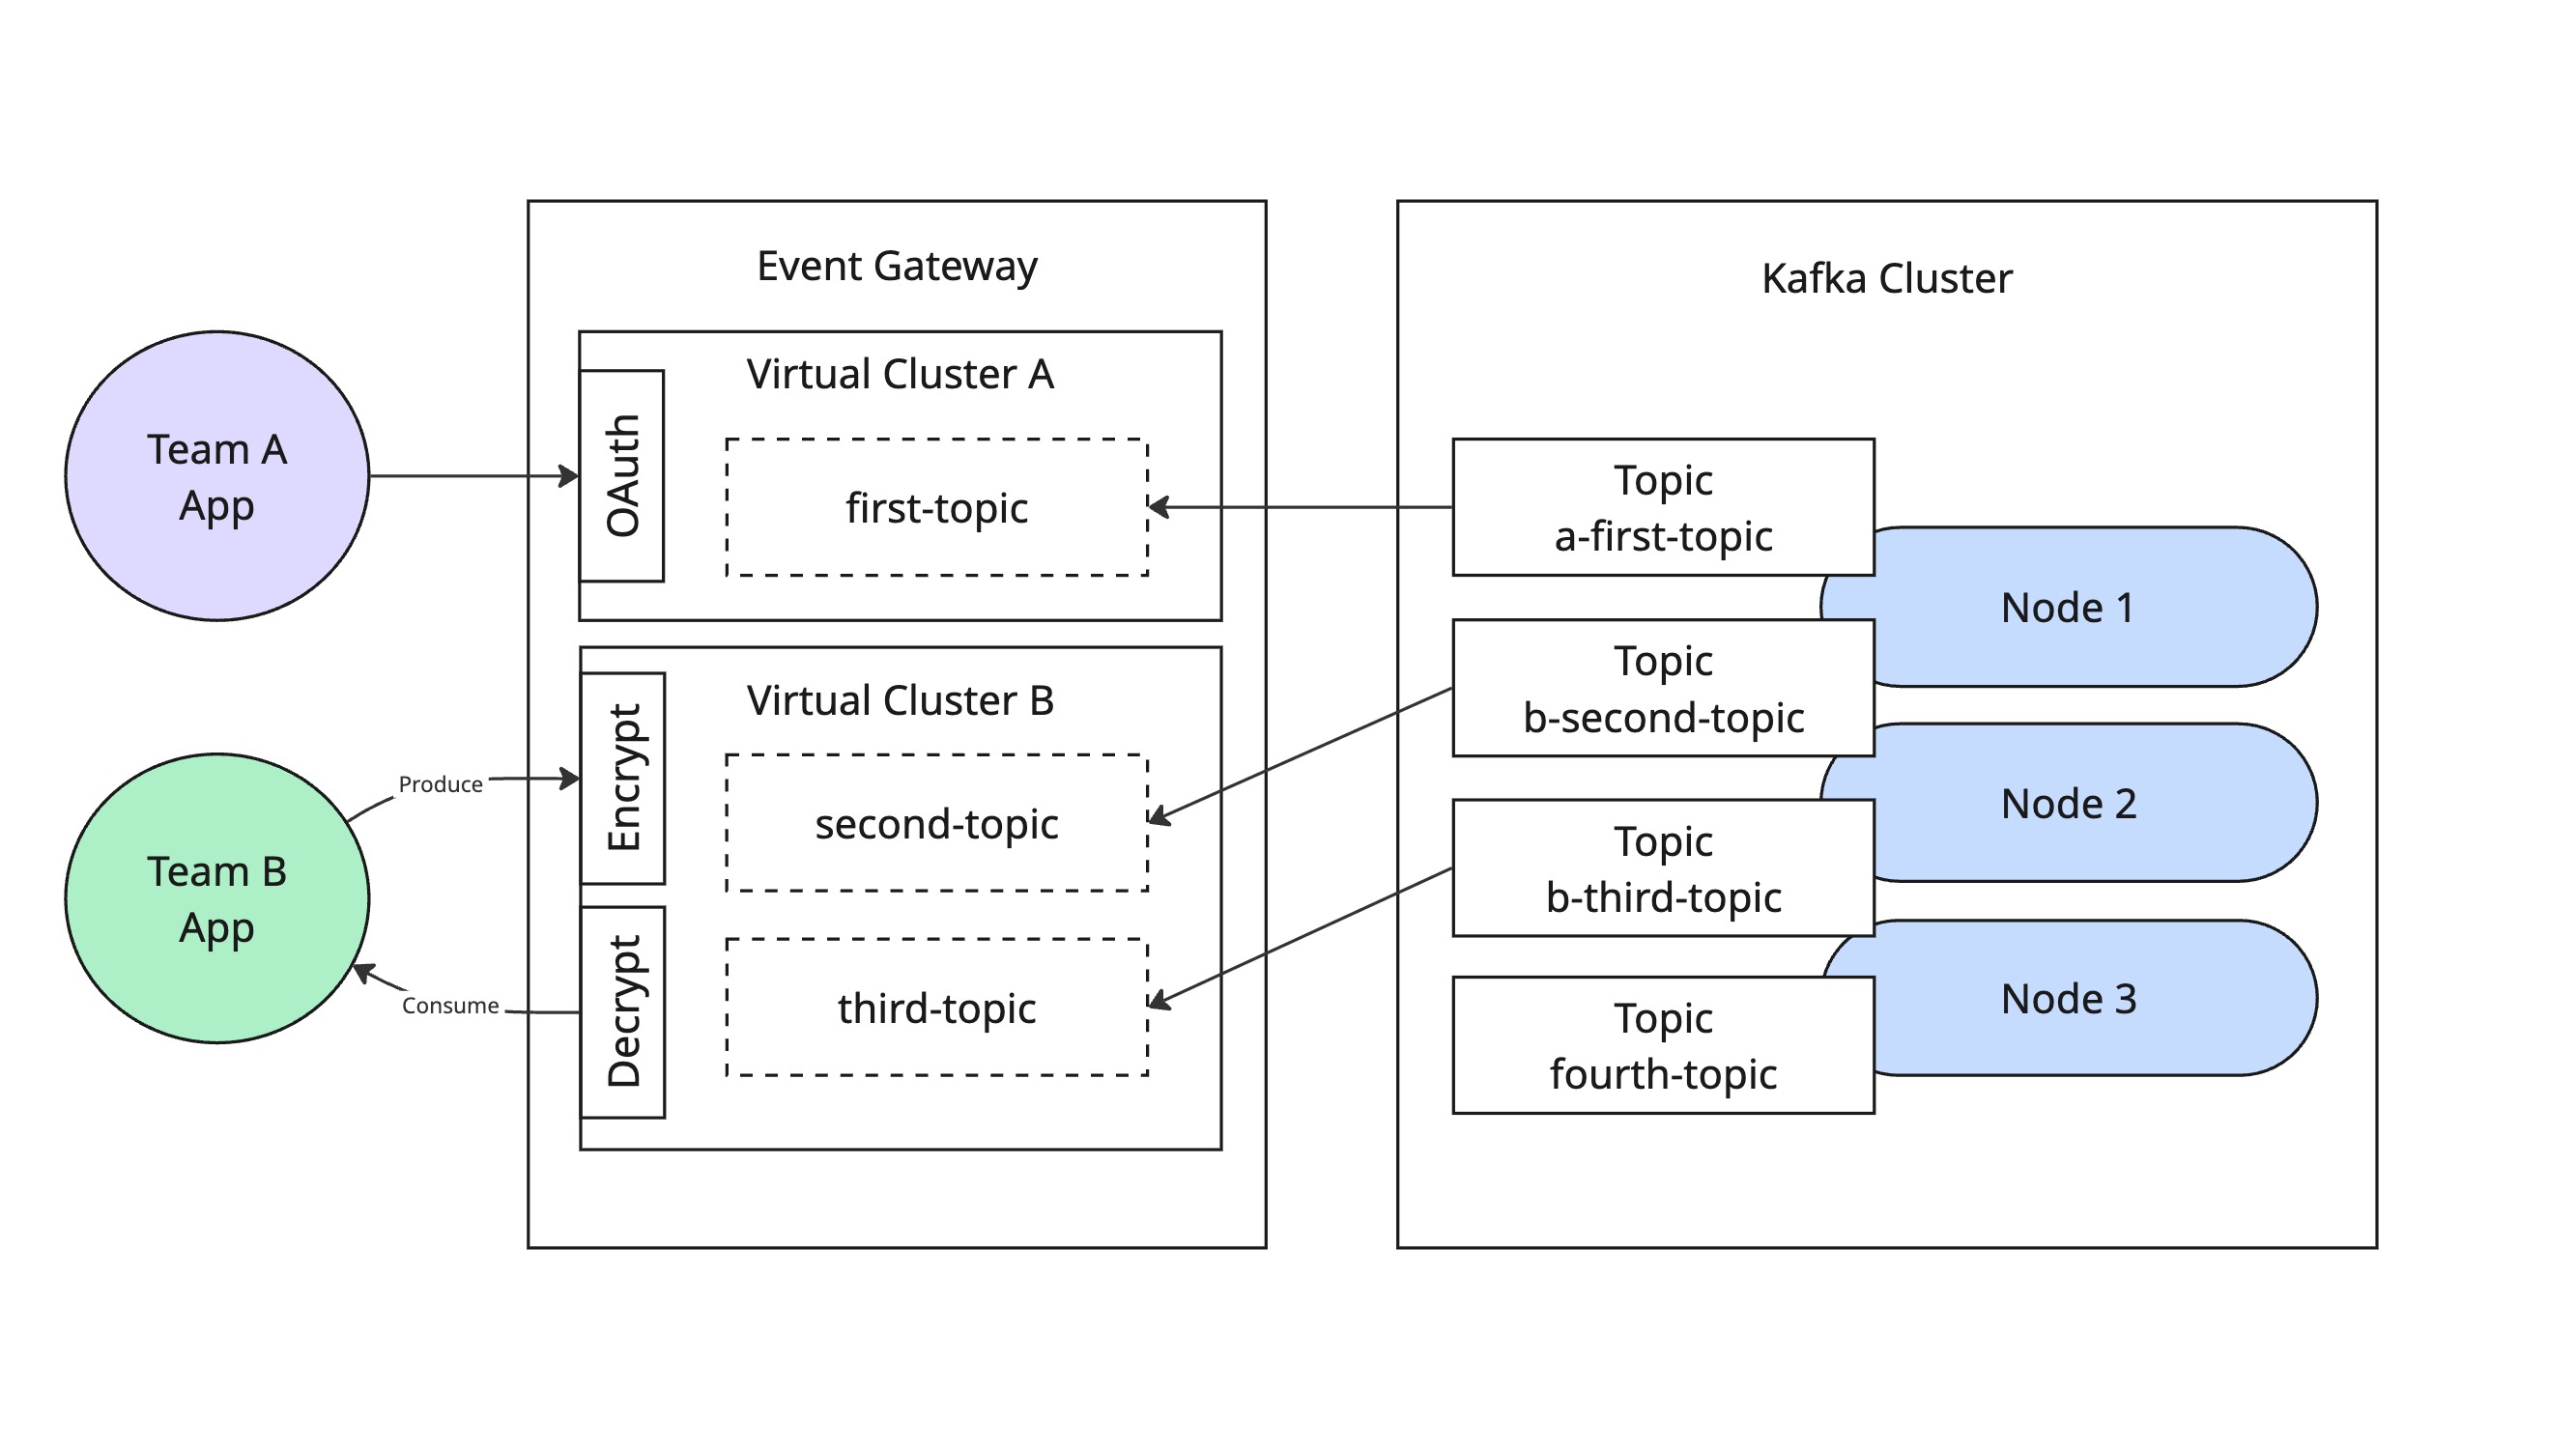 Event Gateway
Kafka Cluster
Team A
App
OAuth
Virtual Cluster A
first-topic
Topic
a-first-topic
Node 1
Team B
App
Produce
Consume
Encrypt
Decrypt
Virtual Cluster B
second-topic
third-topic
Topic
b-second-topic
Node 2
Topic
b-third-topic
Node 3
Topic
fourth-topic